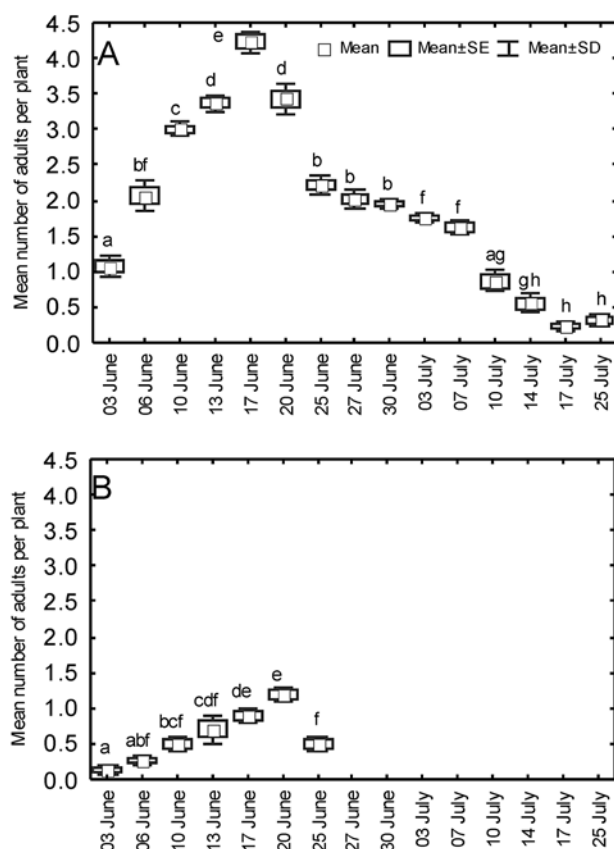 4.5
A
e
Mean
Mean±SE
Mean±SD
4.0
3.5
d
d
3.0
c
2.5
bf
b
b
b
2.0
f
f
1.5
a
1.0
ag
gh
0.5
h
h
0.0
Mean number of adults per plant
03 June
06 June
10 June
13 June
17 June
20 June
25 June
27 June
30 June
03 July
07 July
10 July
14 July
17 July
25 July
4.5
B
4.0
3.5
3.0
2.5
2.0
1.5
e
cdf
de
1.0
bcf
f
abf
0.5
a
0.0
Mean number of adults per plant
03 June
06 June
10 June
13 June
17 June
20 June
25 June
27 June
30 June
03 July
07 July
10 July
14 July
17 July
25 July